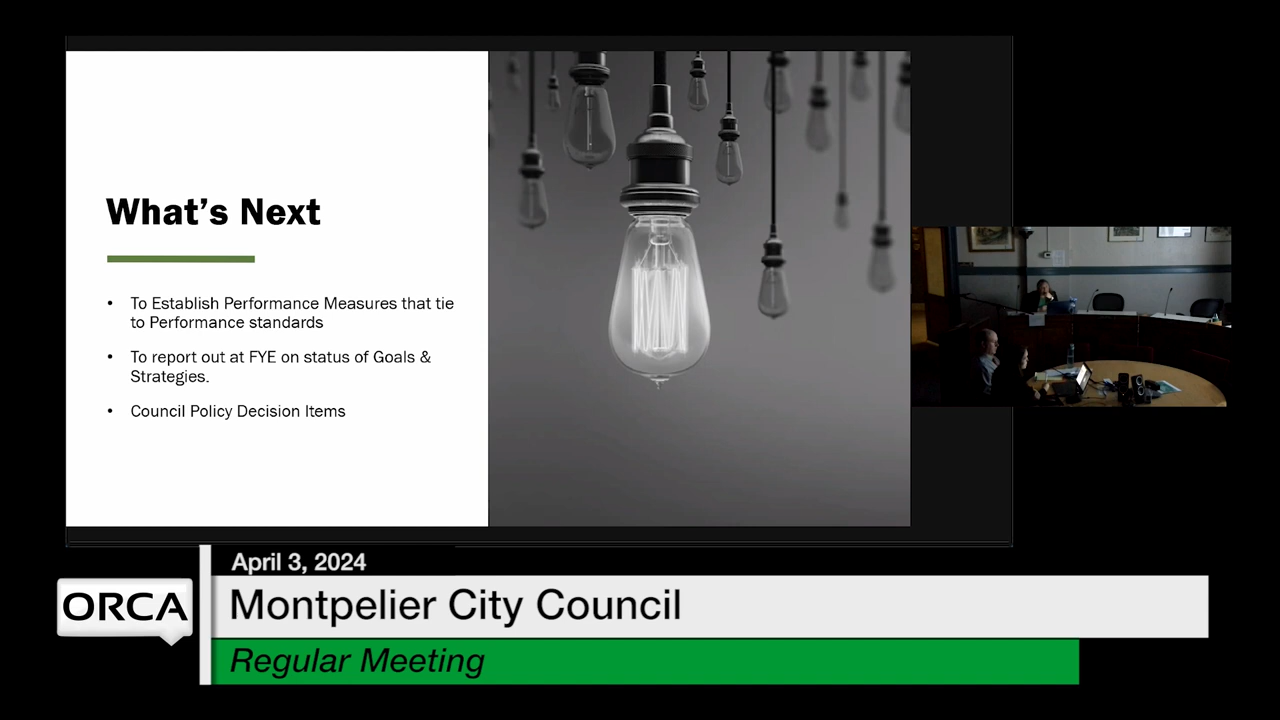 What's Next
• To Establish Performance Measures that tie
to Performance standards
• To report out at FYE on status of Goals &
Strategies.
• Council Policy Decision Items
April 3, 2024
ORCA
Montpelier City Council
Regular Meeting